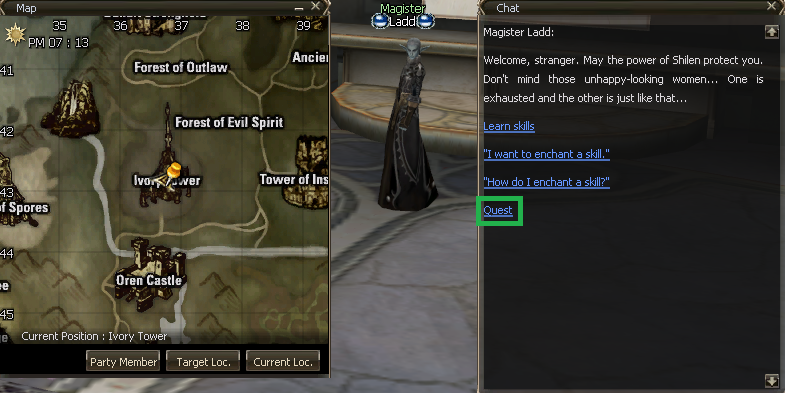 Map
35 36 37 38 39
PM 07 : 13
Ancien
41
Forest of Outlaw
42
Forest of Evil Spirit
Ivory Tower
Tower of Ins
43
of Spores
44
Oren Castle
45
Current Position : Ivory Tower
Party Member
Target Loc.
Current Loc.
Magister
Ladd
Chat
Magister Ladd:
Welcome, stranger. May the power of Shilen protect you.
Don't mind those unhappy-looking women... One is
exhausted and the other is just like that...
Learn skills
"I want to enchant a skill."
"How do I enchant a skill?"
Quest